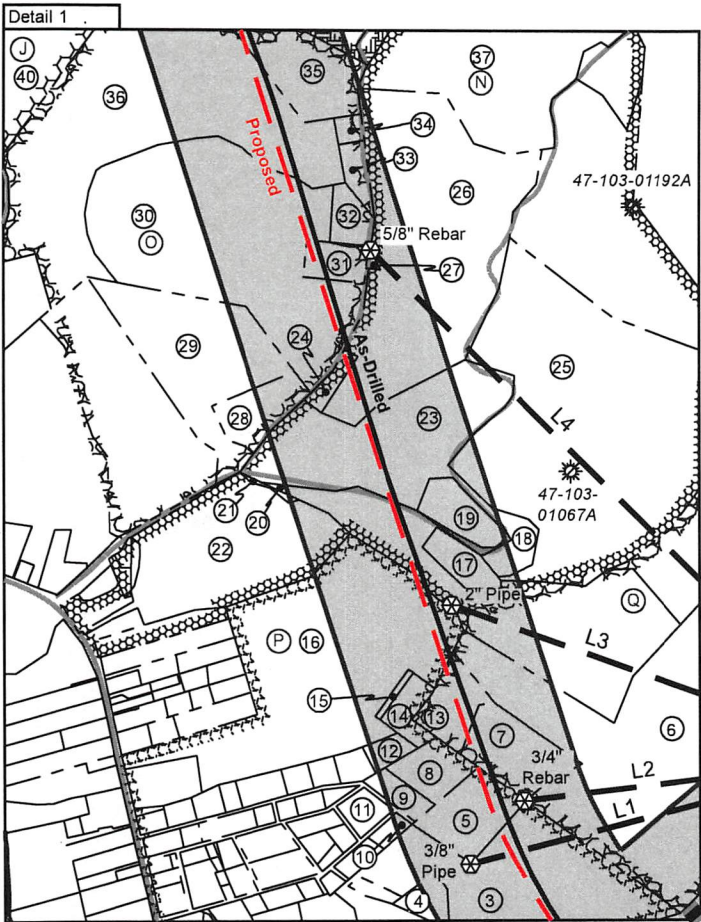 Detail 1
J
40
36
35
37
N
34
33
Proposed
26
47-103-01192A
30
O
32
5/8" Rebar
31
27
29
24
As-Drilled
25
28
23
L4
47-103-
01067A
21
20
19
18
22
17
2" Pipe
Q
P 16
L3
15
14
13
7
6
12
8
3/4"
Rebar
L2
9
11
5
L1
10
3/8"
Pipe
4
3